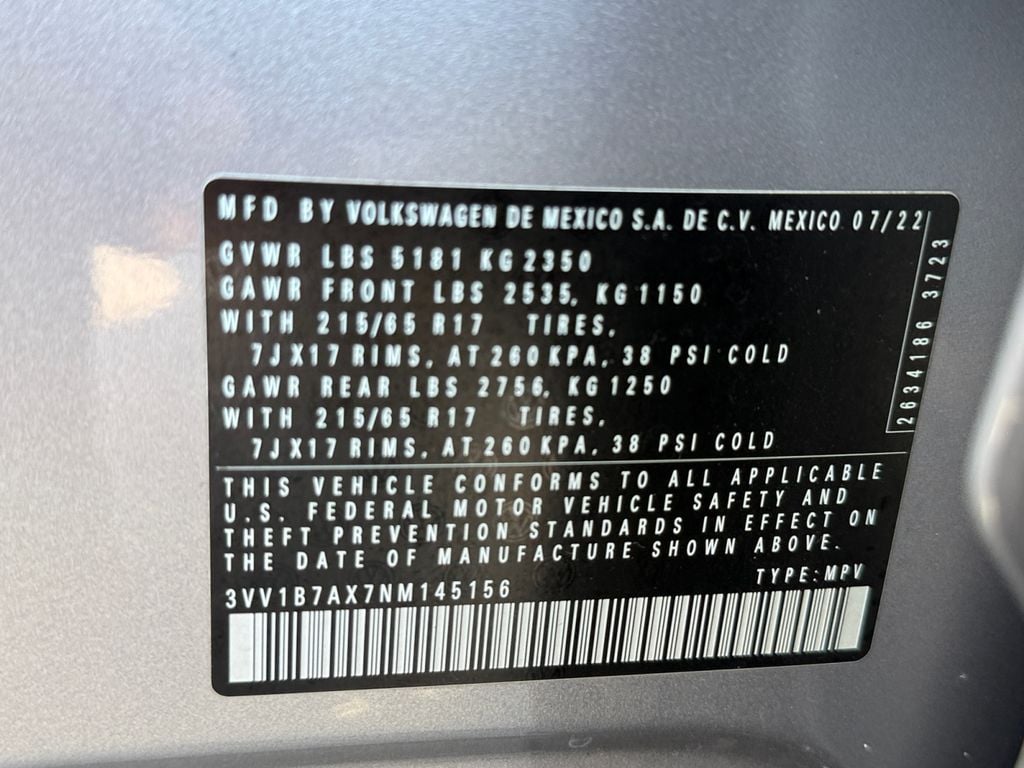 MFD BY VOLKSWAGEN DE MEXICO S.A. DE C.V. MEXICO 07/22
GVWR LBS 5181 KG 2350
GAWR FRONT LBS 2535, KG 1150
WITH 215/65 R17 TIRES,
7JX17 RIMS, AT 260 KPA, 38 PSI COLD
GAWR REAR LBS 2756, KG 1250
WITH 215/65 R17 TIRES,
7JX17 RIMS, AT 260 KPA, 38 PSI COLD
2634186 3723
THIS VEHICLE CONFORMS TO ALL APPLICABLE
U.S. FEDERAL MOTOR VEHICLE SAFETY AND
THEFT PREVENTION STANDARDS IN EFFECT ON
THE DATE OF MANUFACTURE SHOWN ABOVE.
TYPE:MPV
3VV1B7AX7NM145156